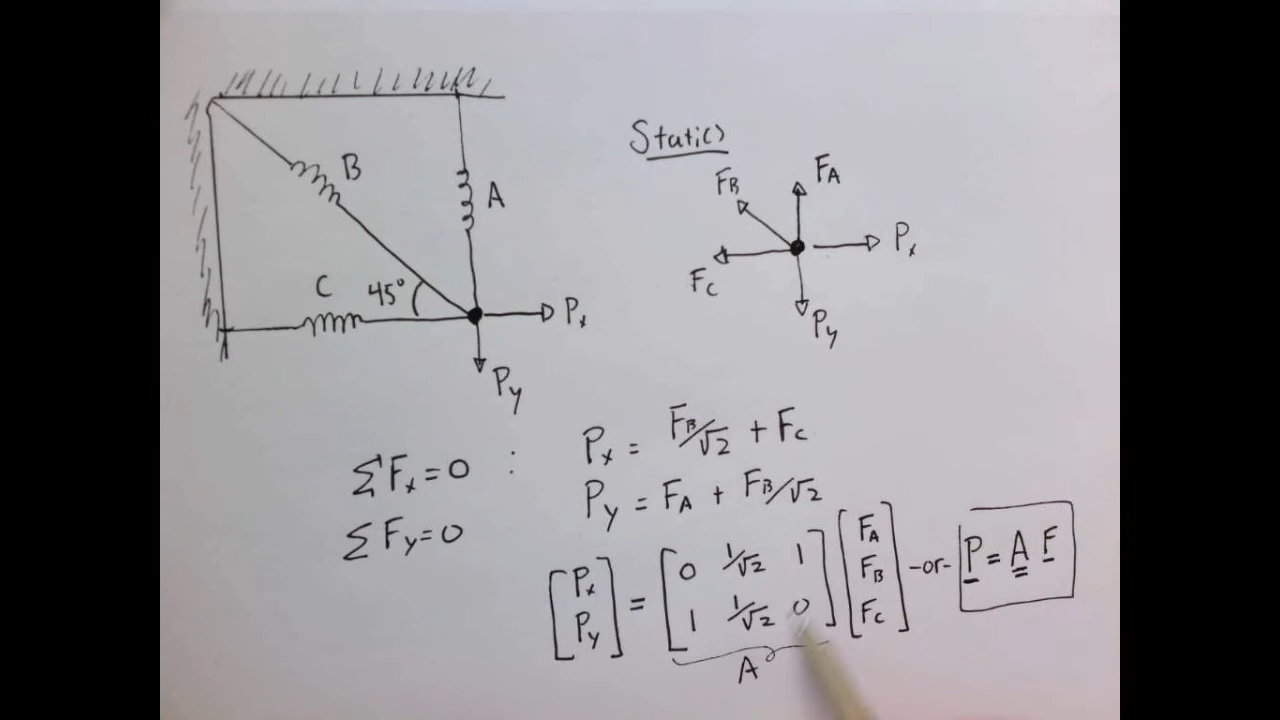 B
A
C
45°
Px
Py
Statics
FB
FA
Px
FC
Py
ΣFx=0 :
Px = FB/√2 + Fc
ΣFy=0
Py = FA + FB/√2
[Px Py] = [0 1/√2 1; 1 1/√2 0] [FA FB Fc] -or- P = A F
A